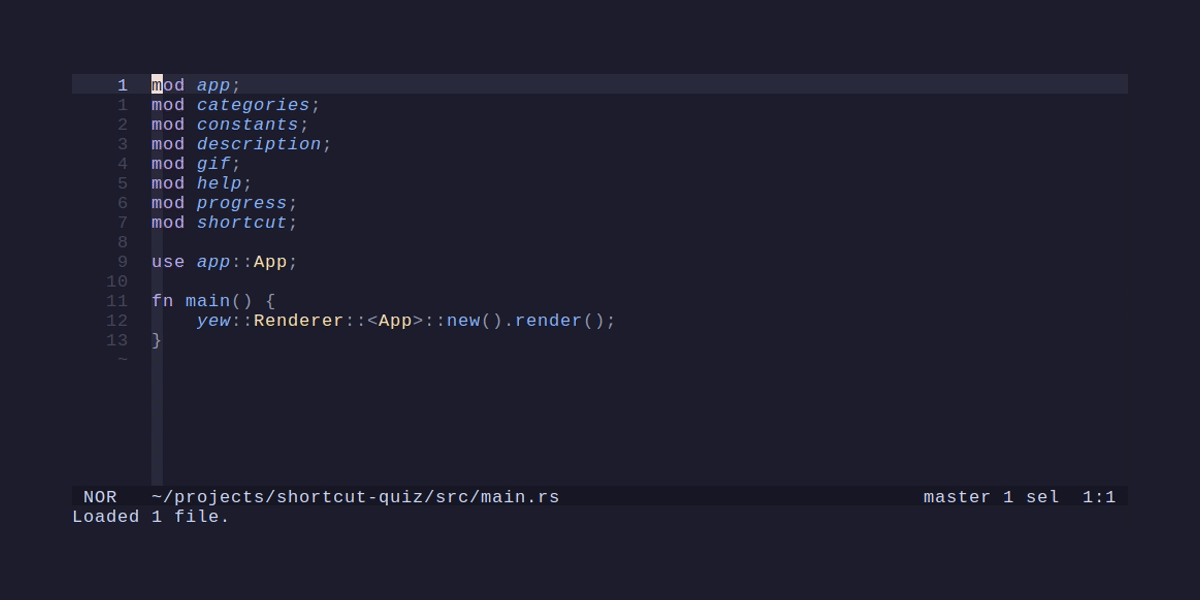 1 mod app;
1 mod categories;
2 mod constants;
3 mod description;
4 mod gif;
5 mod help;
6 mod progress;
7 mod shortcut;
8
9 use app::App;
10
11 fn main() {
12     yew::Renderer::<App>::new().render();
13 }
~
NOR   ~/projects/shortcut-quiz/src/main.rs master 1 sel  1:1
Loaded 1 file.